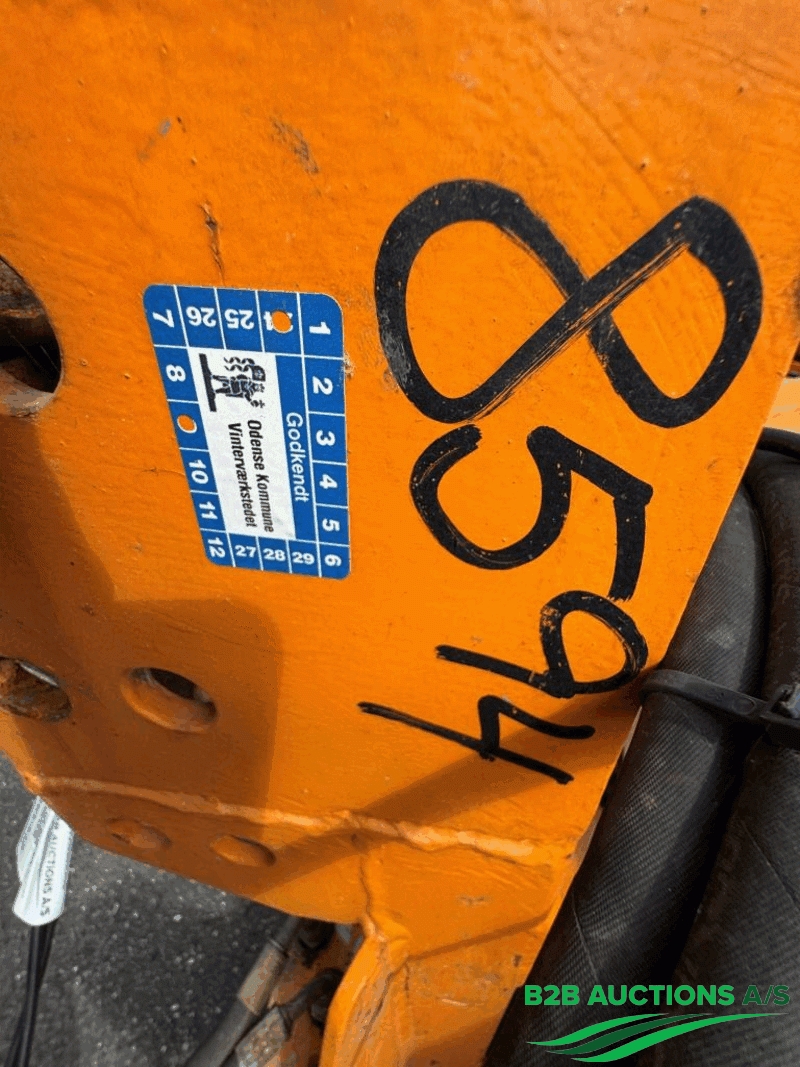 8594
1 2 3 4 5 6
Godkendt
Odense Kommune
Vinterværkstedet
25
26
29
28
27
7 8 10 11 12
AUCTIONS A/S
B2B AUCTIONS A/S